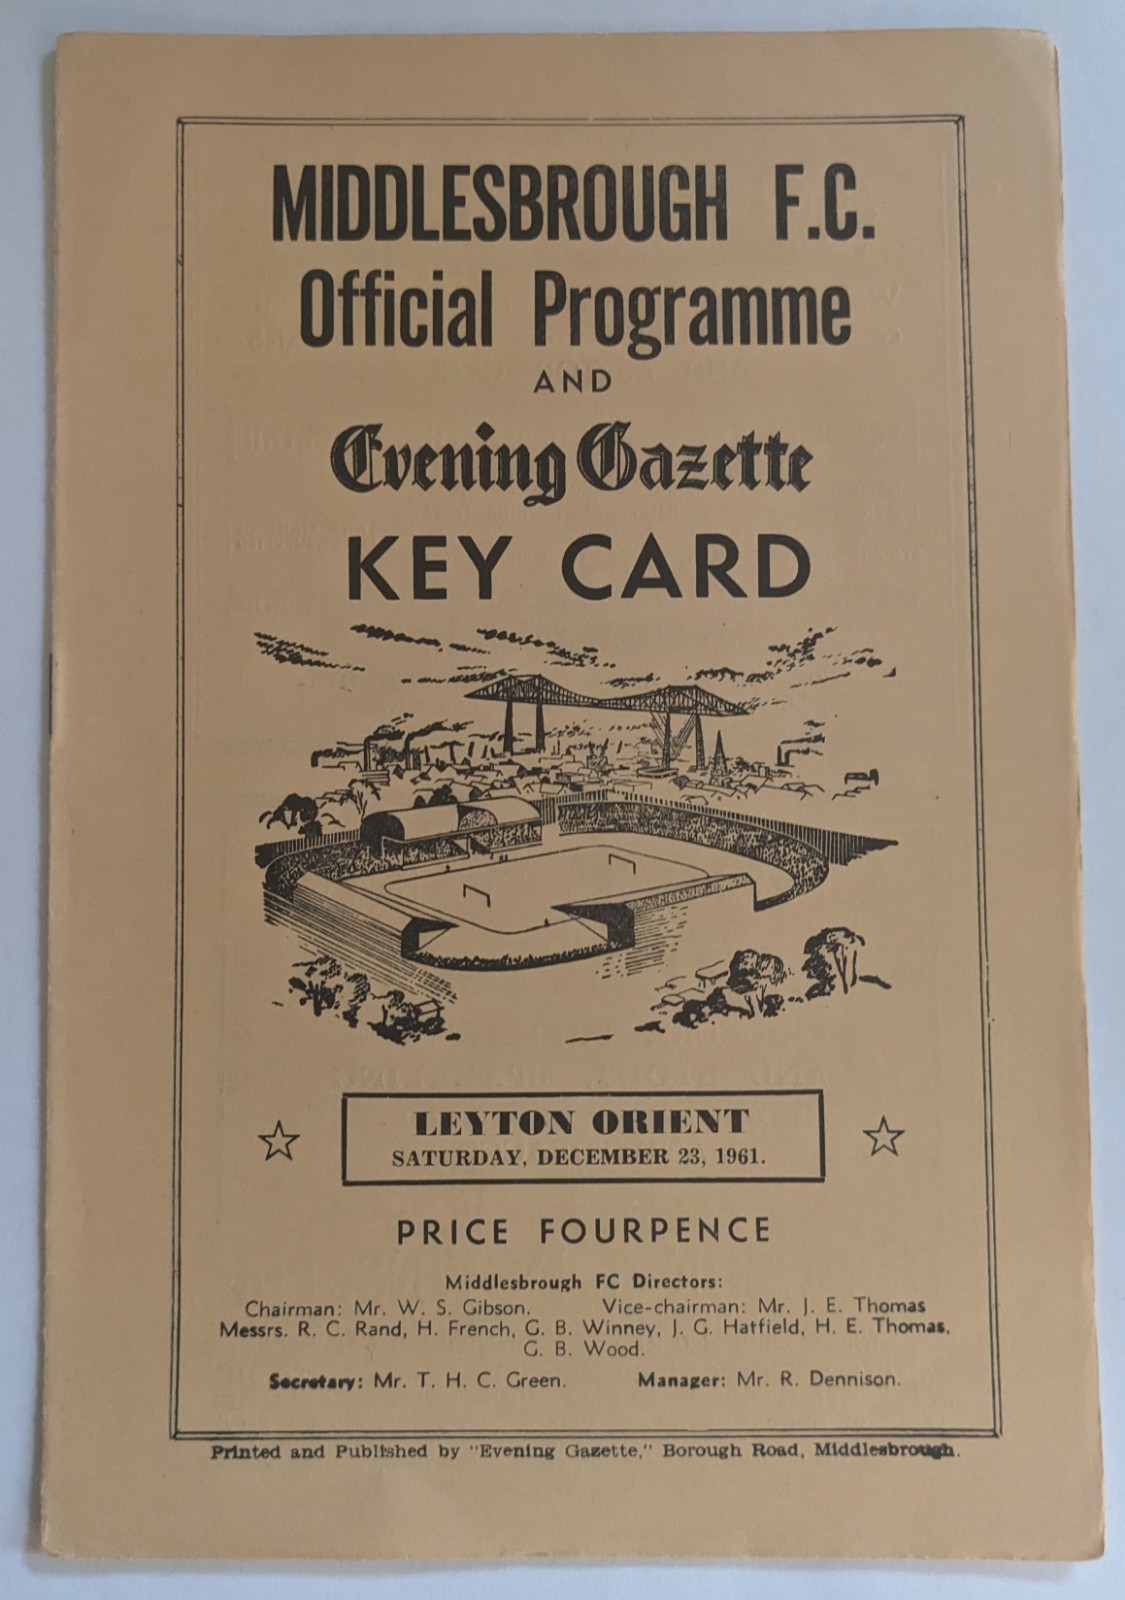 MIDDLESBROUGH F.C.
Official Programme
AND
Evening Gazette
KEY CARD
LEYTON ORIENT
SATURDAY, DECEMBER 23, 1961.
PRICE FOURPENCE
Middlesbrough FC Directors:
Chairman: Mr. W. S. Gibson. Vice-chairman: Mr. J. E. Thomas
Messrs. R. C. Rand, H. French, G. B. Winney, J. G. Hatfield, H. E. Thomas,
G. B. Wood.
Secretary: Mr. T. H. C. Green. Manager: Mr. R. Dennison.
Printed and Published by "Evening Gazette," Borough Road, Middlesbrough.